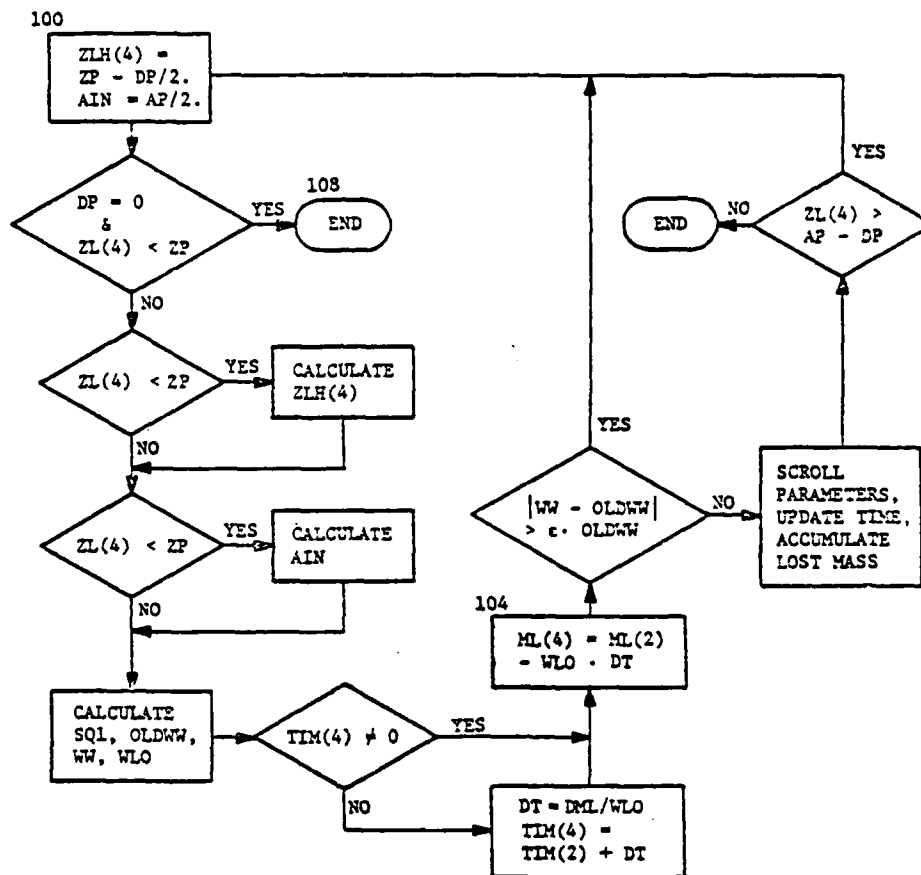 100
ZLH(4) =
ZP - DP/2.
AIN = AP/2.
DP = 0
&
ZL(4) < ZP
YES
108
END
NO
ZL(4) < ZP
YES
CALCULATE
ZLH(4)
NO
ZL(4) < ZP
YES
CALCULATE
AIN
NO
CALCULATE
SQ1, OLDWW,
WW, WLO
TIM(4) ≠ 0
YES
NO
DT = DML/WLO
TIM(4) =
TIM(2) + DT
104
ML(4) = ML(2)
- WLO · DT
|WW - OLDWW|
> ε· OLDWW
YES
NO
SCROLL
PARAMETERS,
UPDATE TIME,
ACCUMULATE
LOST MASS
ZL(4) >
AP - DP
YES
NO
END